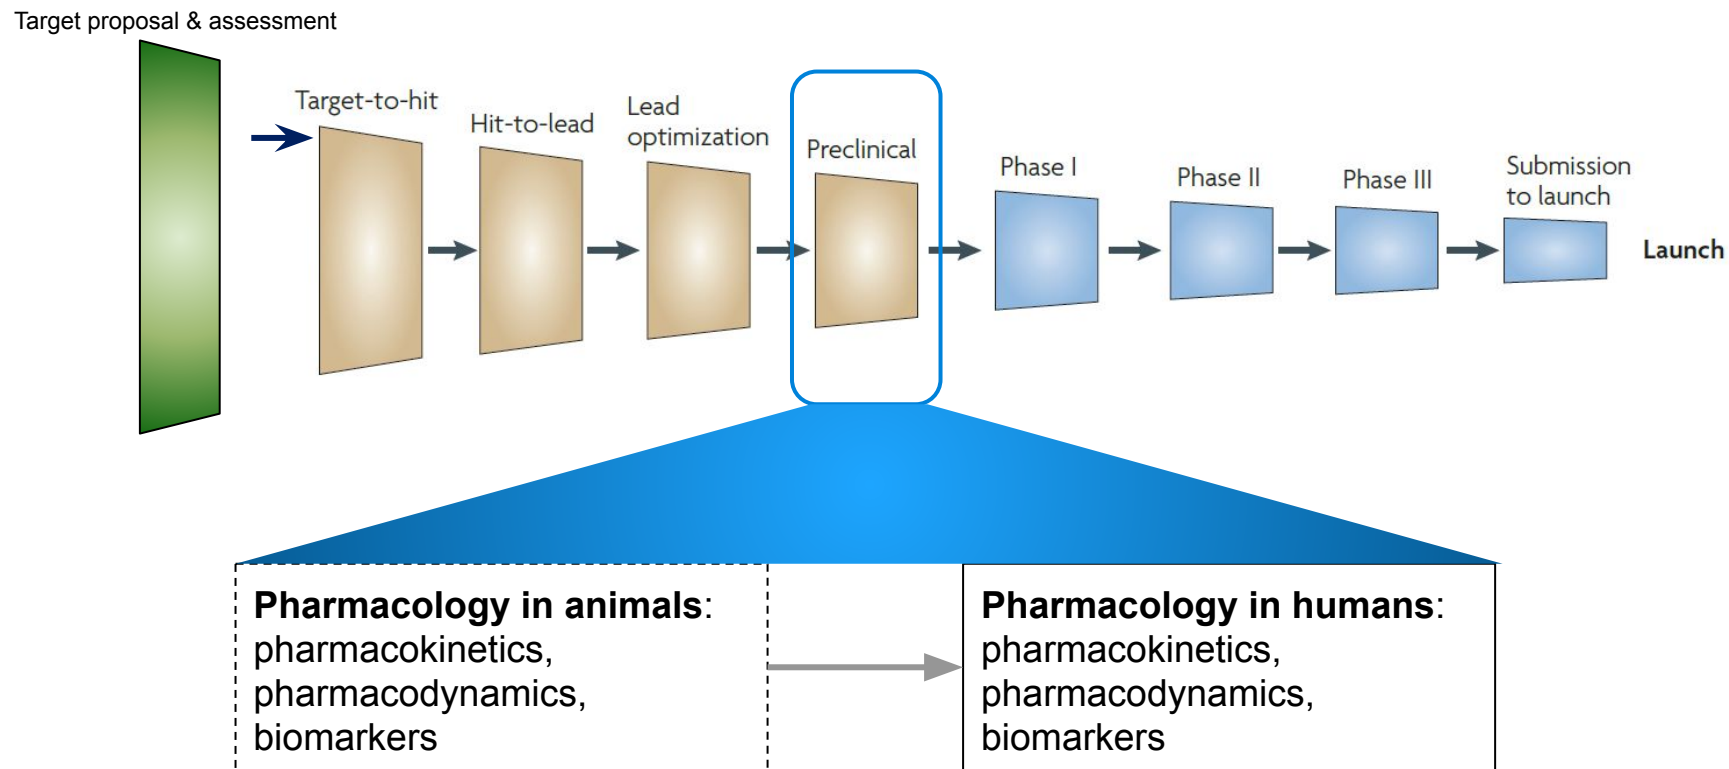 Target proposal & assessment
Target-to-hit
Hit-to-lead
Lead
optimization
Preclinical
Phase I
Phase II
Phase III
Submission
to launch
Launch
Pharmacology in animals:
pharmacokinetics,
pharmacodynamics,
biomarkers
Pharmacology in humans:
pharmacokinetics,
pharmacodynamics,
biomarkers